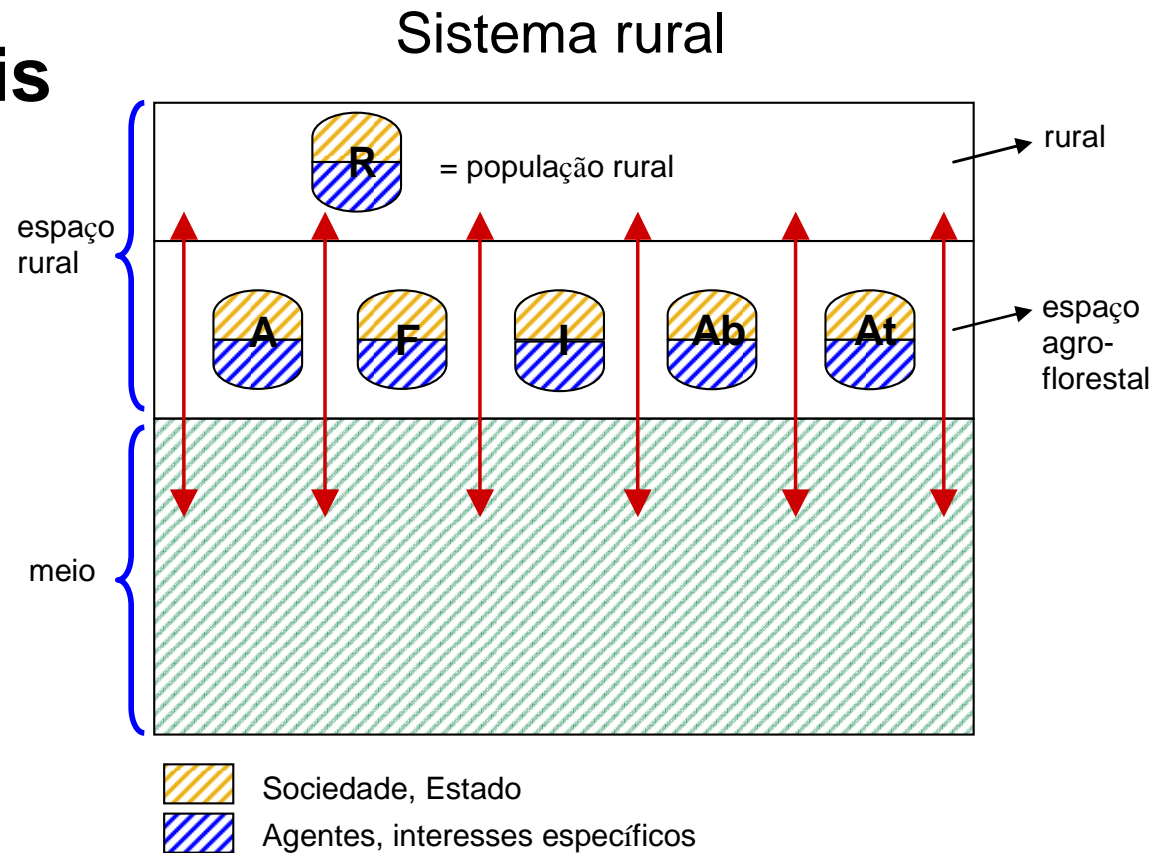 Sistema rural
is
R
= população rural
rural
espaço
rural
A
F
I
Ab
At
espaço
agro-
florestal
meio
Sociedade, Estado
Agentes, interesses específicos